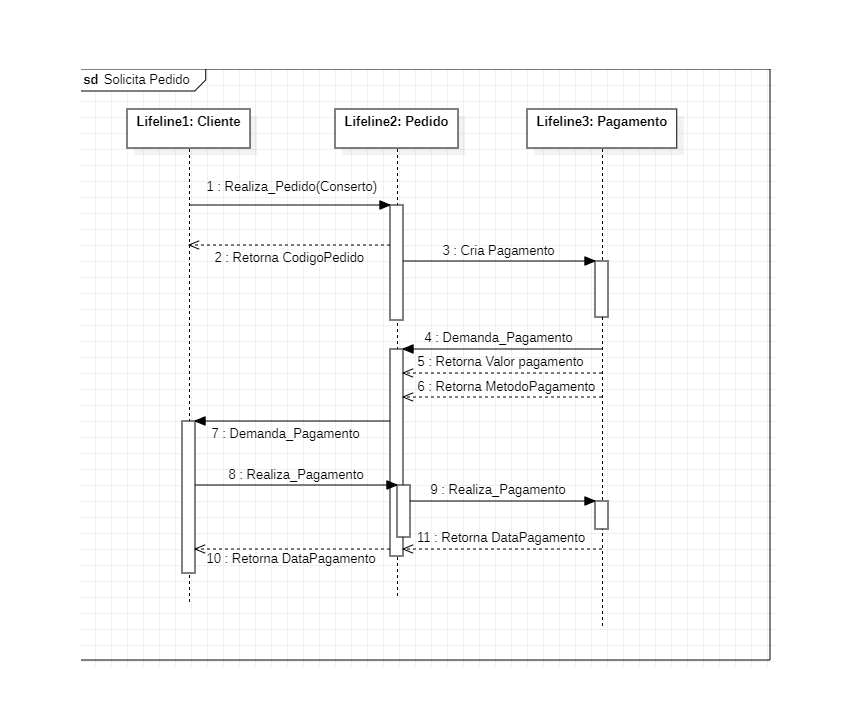 sd Solicita Pedido
Lifeline1: Cliente
Lifeline2: Pedido
Lifeline3: Pagamento
1 : Realiza_Pedido(Conserto)
2 : Retorna CodigoPedido
3 : Cria Pagamento
4 : Demanda_Pagamento
5 : Retorna Valor pagamento
6 : Retorna MetodoPagamento
7 : Demanda_Pagamento
8 : Realiza_Pagamento
9 : Realiza_Pagamento
11 : Retorna DataPagamento
10 : Retorna DataPagamento